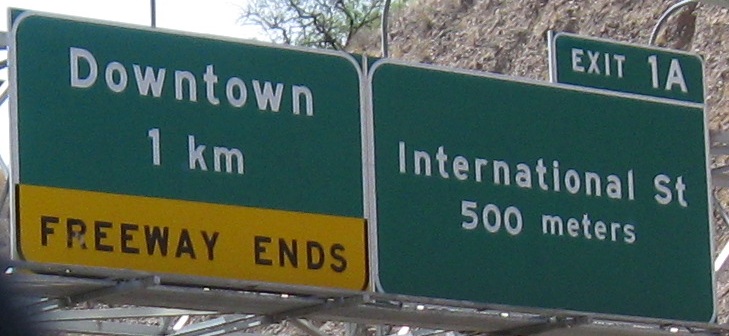 Downtown
1 km
FREEWAY ENDS
EXIT 1A
International St
500 meters